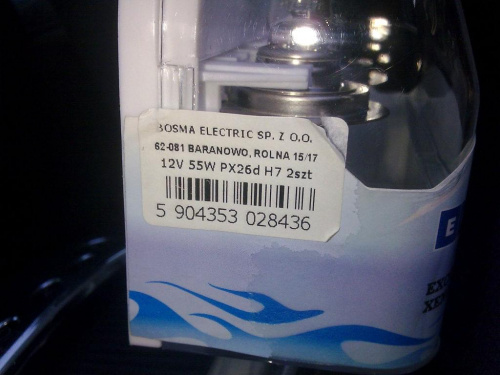 BOSMA ELECTRIC SP. Z O.O.
62-081 BARANOWO, ROLNA 15/17
12V 55W PX26d H7 2szt
5 904353 028436
E